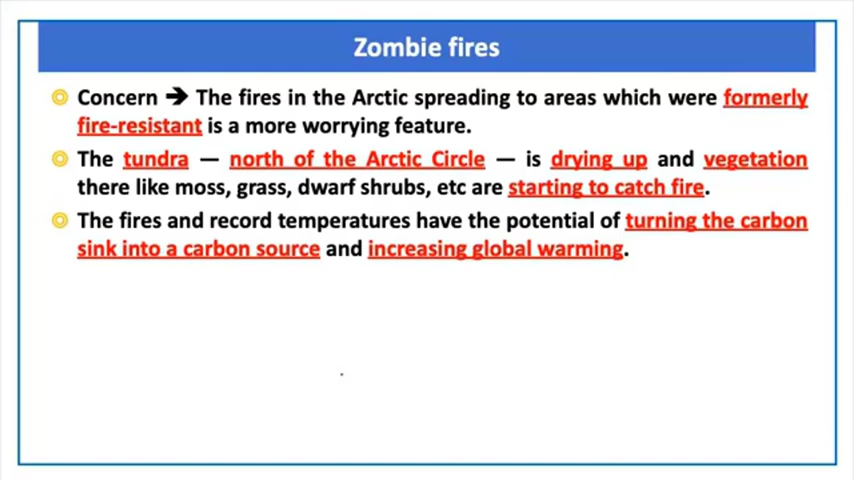 Zombie fires
Concern ➔ The fires in the Arctic spreading to areas which were formerly
fire-resistant is a more worrying feature.
The tundra — north of the Arctic Circle — is drying up and vegetation
there like moss, grass, dwarf shrubs, etc are starting to catch fire.
The fires and record temperatures have the potential of turning the carbon
sink into a carbon source and increasing global warming.